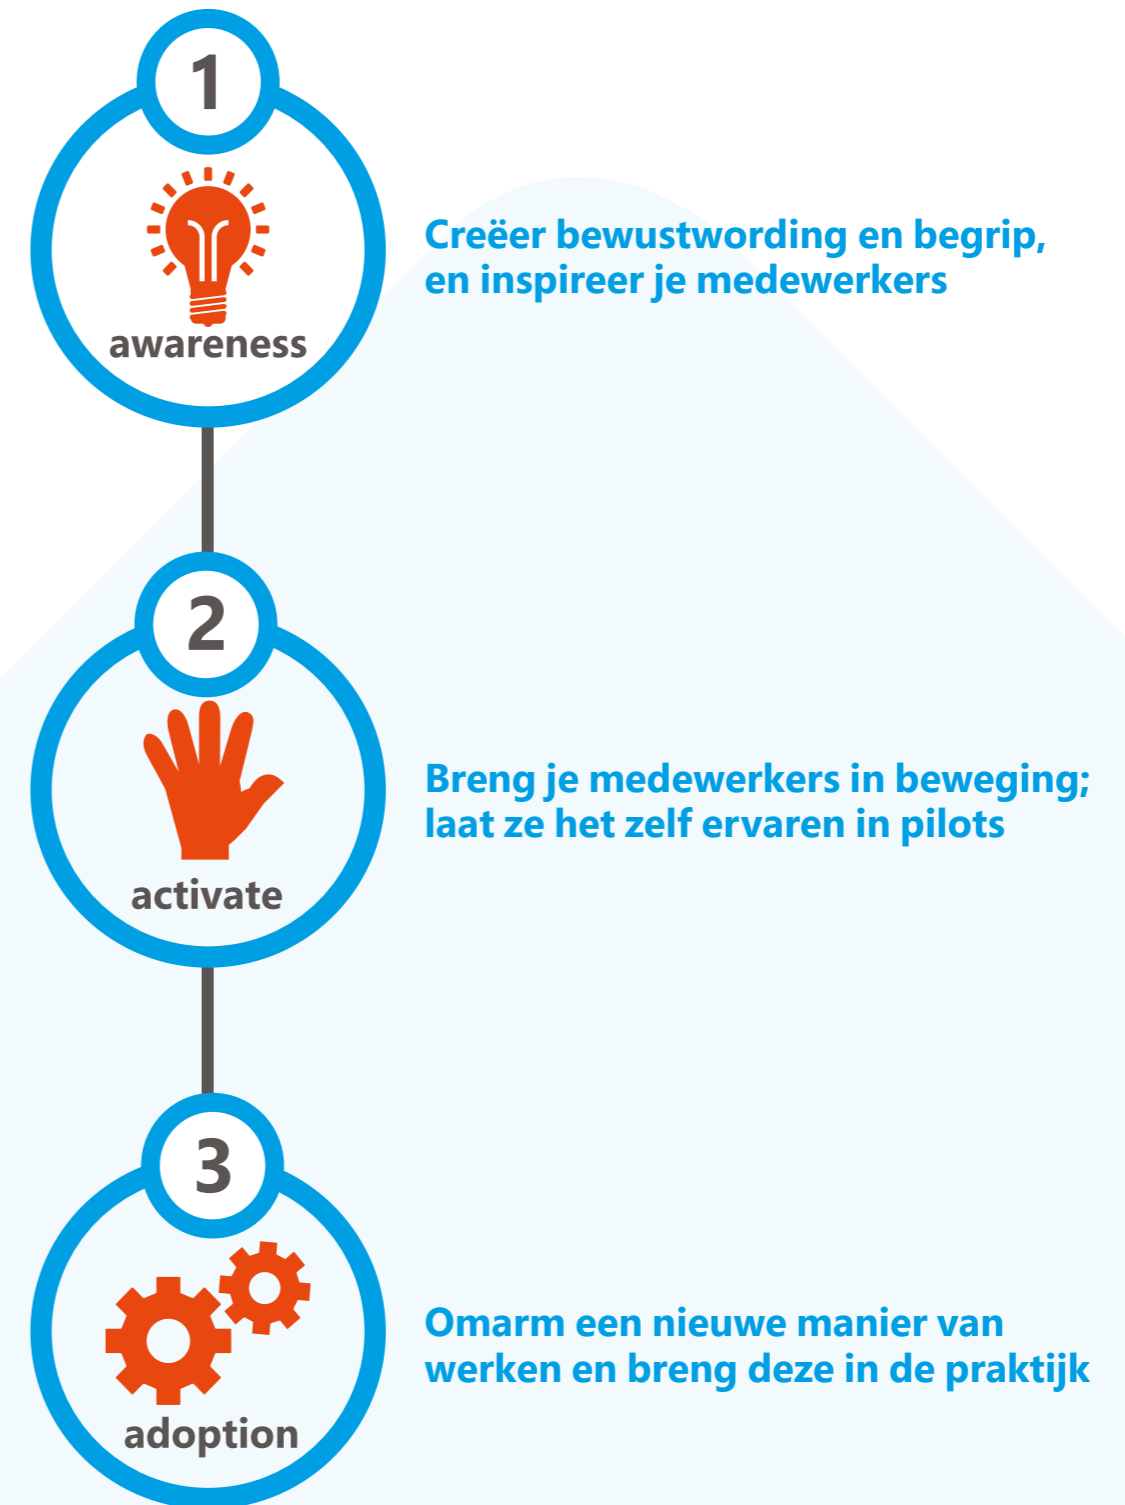 1
awareness
Creëer bewustwording en begrip,
en inspireer je medewerkers
2
activate
Breng je medewerkers in beweging;
laat ze het zelf ervaren in pilots
3
adoption
Omarm een nieuwe manier van
werken en breng deze in de praktijk